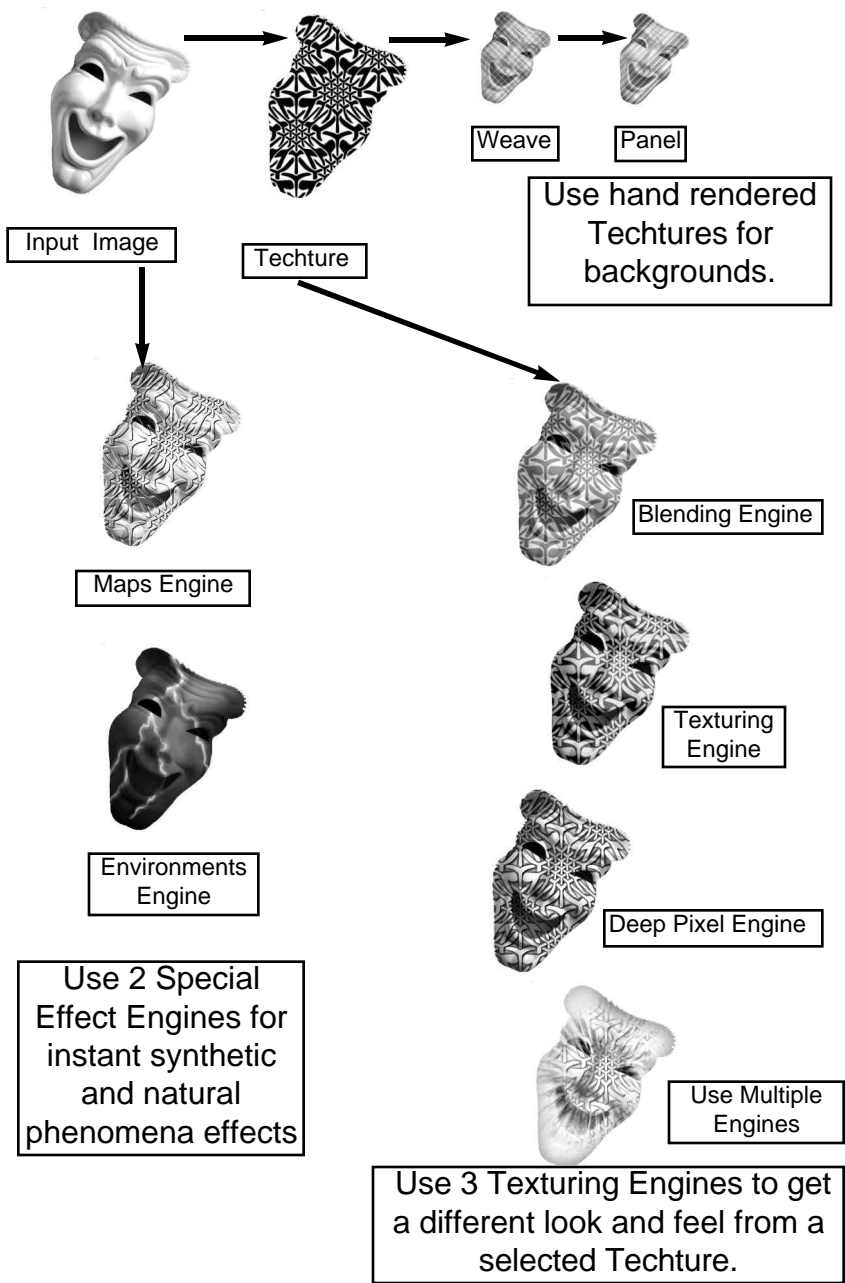 Weave
Panel
Use hand rendered
Techtures for
backgrounds.
Input Image
Techture
Blending Engine
Maps Engine
Texturing
Engine
Environments
Engine
Deep Pixel Engine
Use 2 Special
Effect Engines for
instant synthetic
and natural
phenomena effects
Use Multiple
Engines
Use 3 Texturing Engines to get
a different look and feel from a
selected Techture.